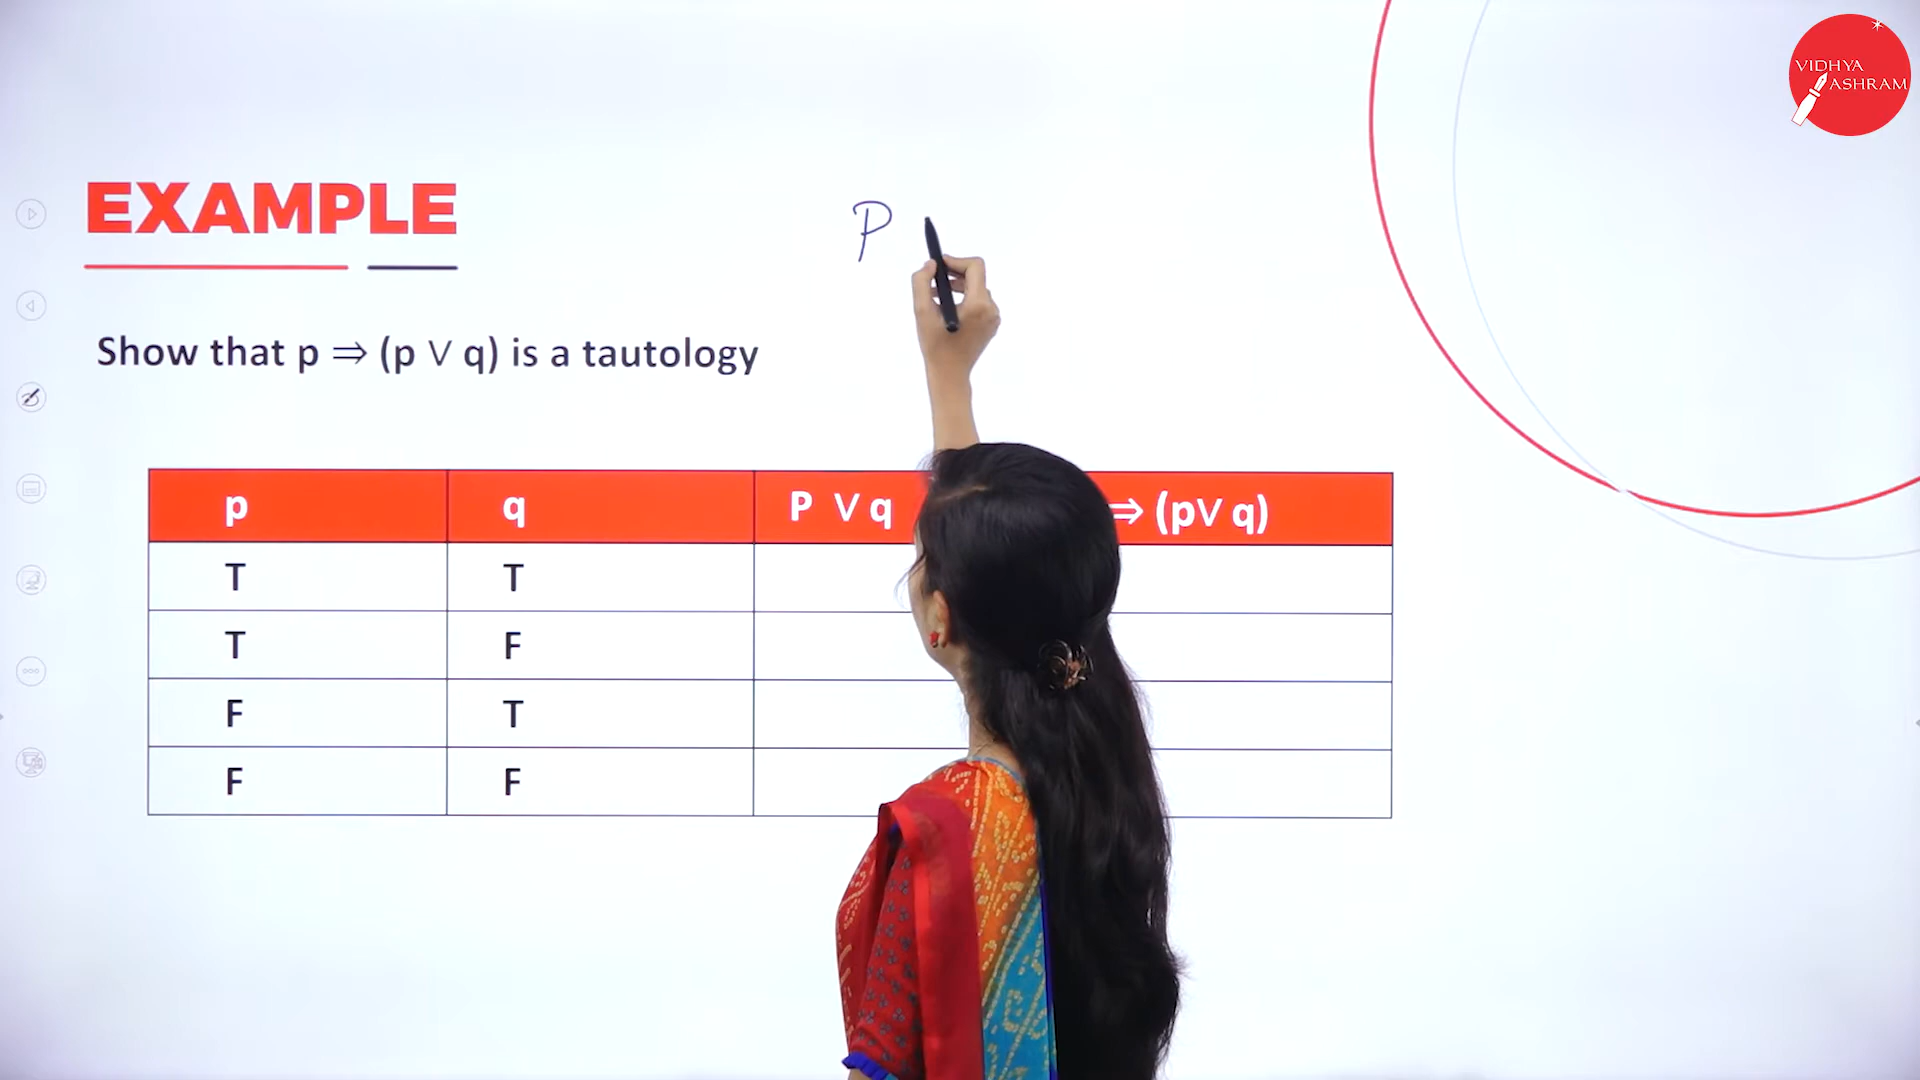 VIDHYA
ASHRAM
P
EXAMPLE
Show that p ⇒ (p ∨ q) is a tautology
p q P ∨ q ⇒ (p∨ q)
T T
T F
F T
F F